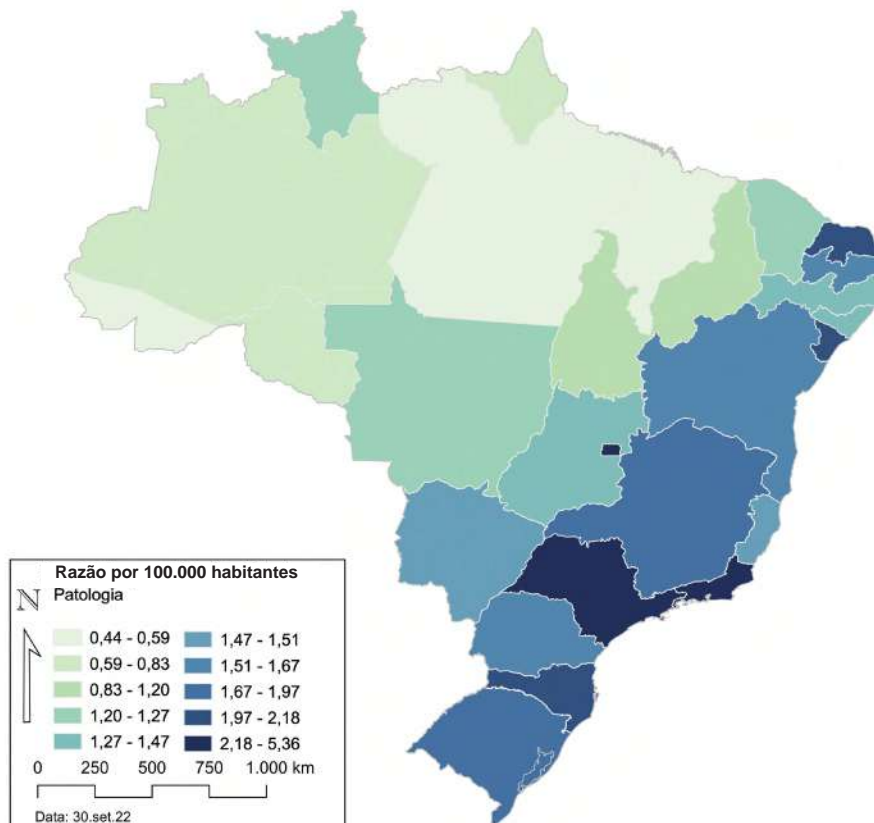 Razão por 100.000 habitantes
N Patologia
0,44 - 0,59
0,59 - 0,83
0,83 - 1,20
1,20 - 1,27
1,27 - 1,47
1,47 - 1,51
1,51 - 1,67
1,67 - 1,97
1,97 - 2,18
2,18 - 5,36
0 250 500 750 1.000 km
Data: 30.set.22